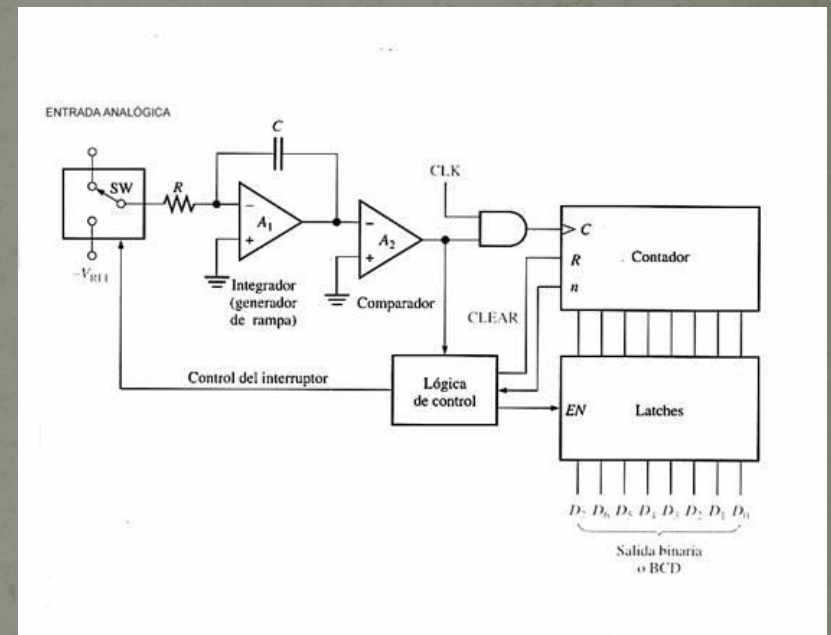 ENTRADA ANALÓGICA
C
SW
R
CLK
A₁
A₂
C
R
n
Contador
-V_REF
Integrador
(generador
de rampa)
Comparador
CLEAR
Control del interruptor
Lógica
de control
EN
Latches
D₇ D₆ D₅ D₄ D₃ D₂ D₁ D₀
Salida binaria
o BCD